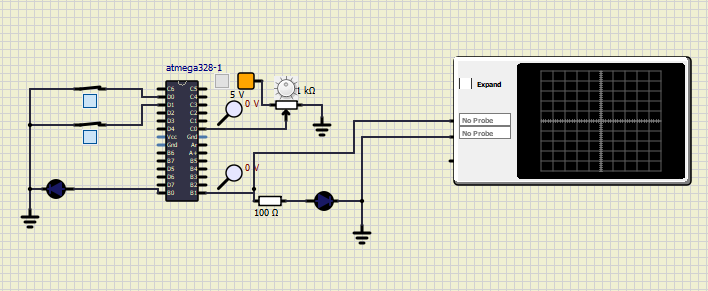 atmega328-1
5 V
0 V
1 kΩ
C6
D0
D1
D2
D3
D4
Vcc
Gnd
B6
B7
D5
D6
D7
B0
C5
C4
C3
C2
C1
C0
Gnd
Ar
A+
B5
B4
B3
B2
B1
0 V
100 Ω
Expand
No Probe
No Probe